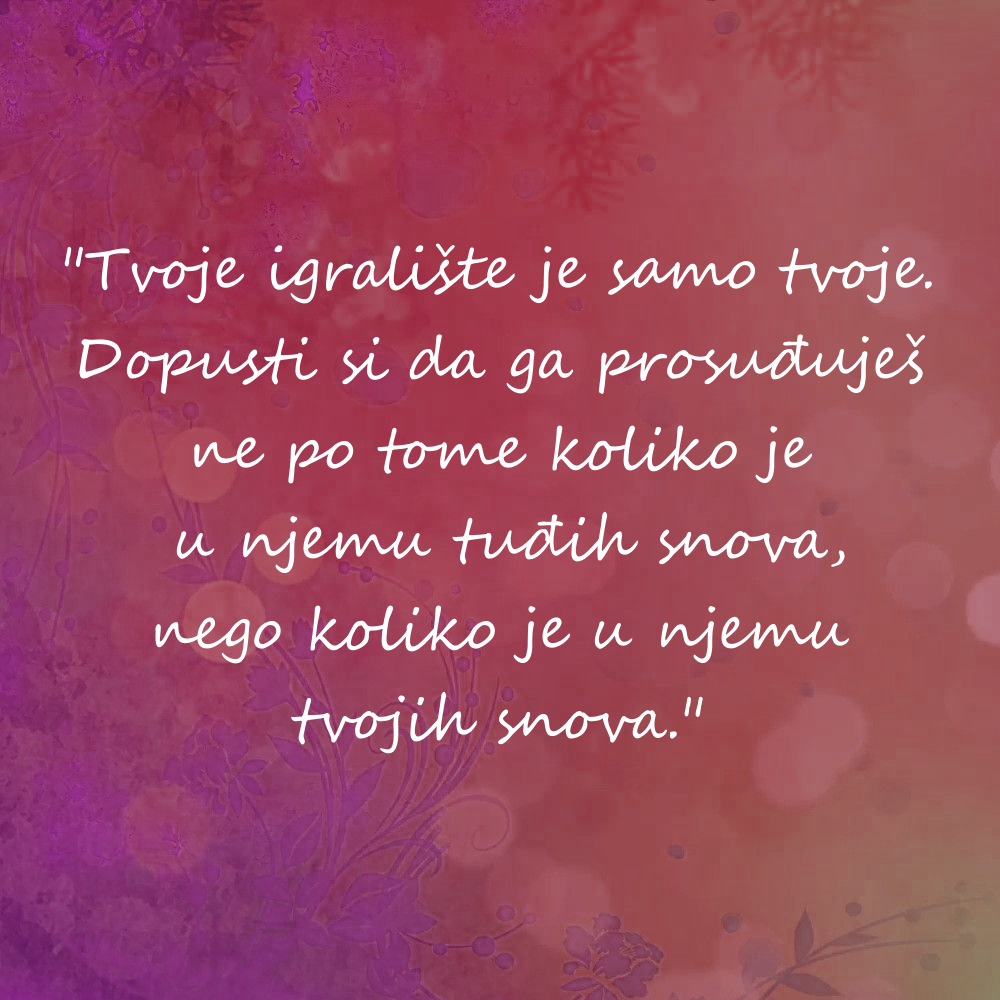 "Tvoje igralište je samo tvoje.
Dopusti si da ga prosuđuješ
ne po tome koliko je
u njemu tuđih snova,
nego koliko je u njemu
tvojih snova."